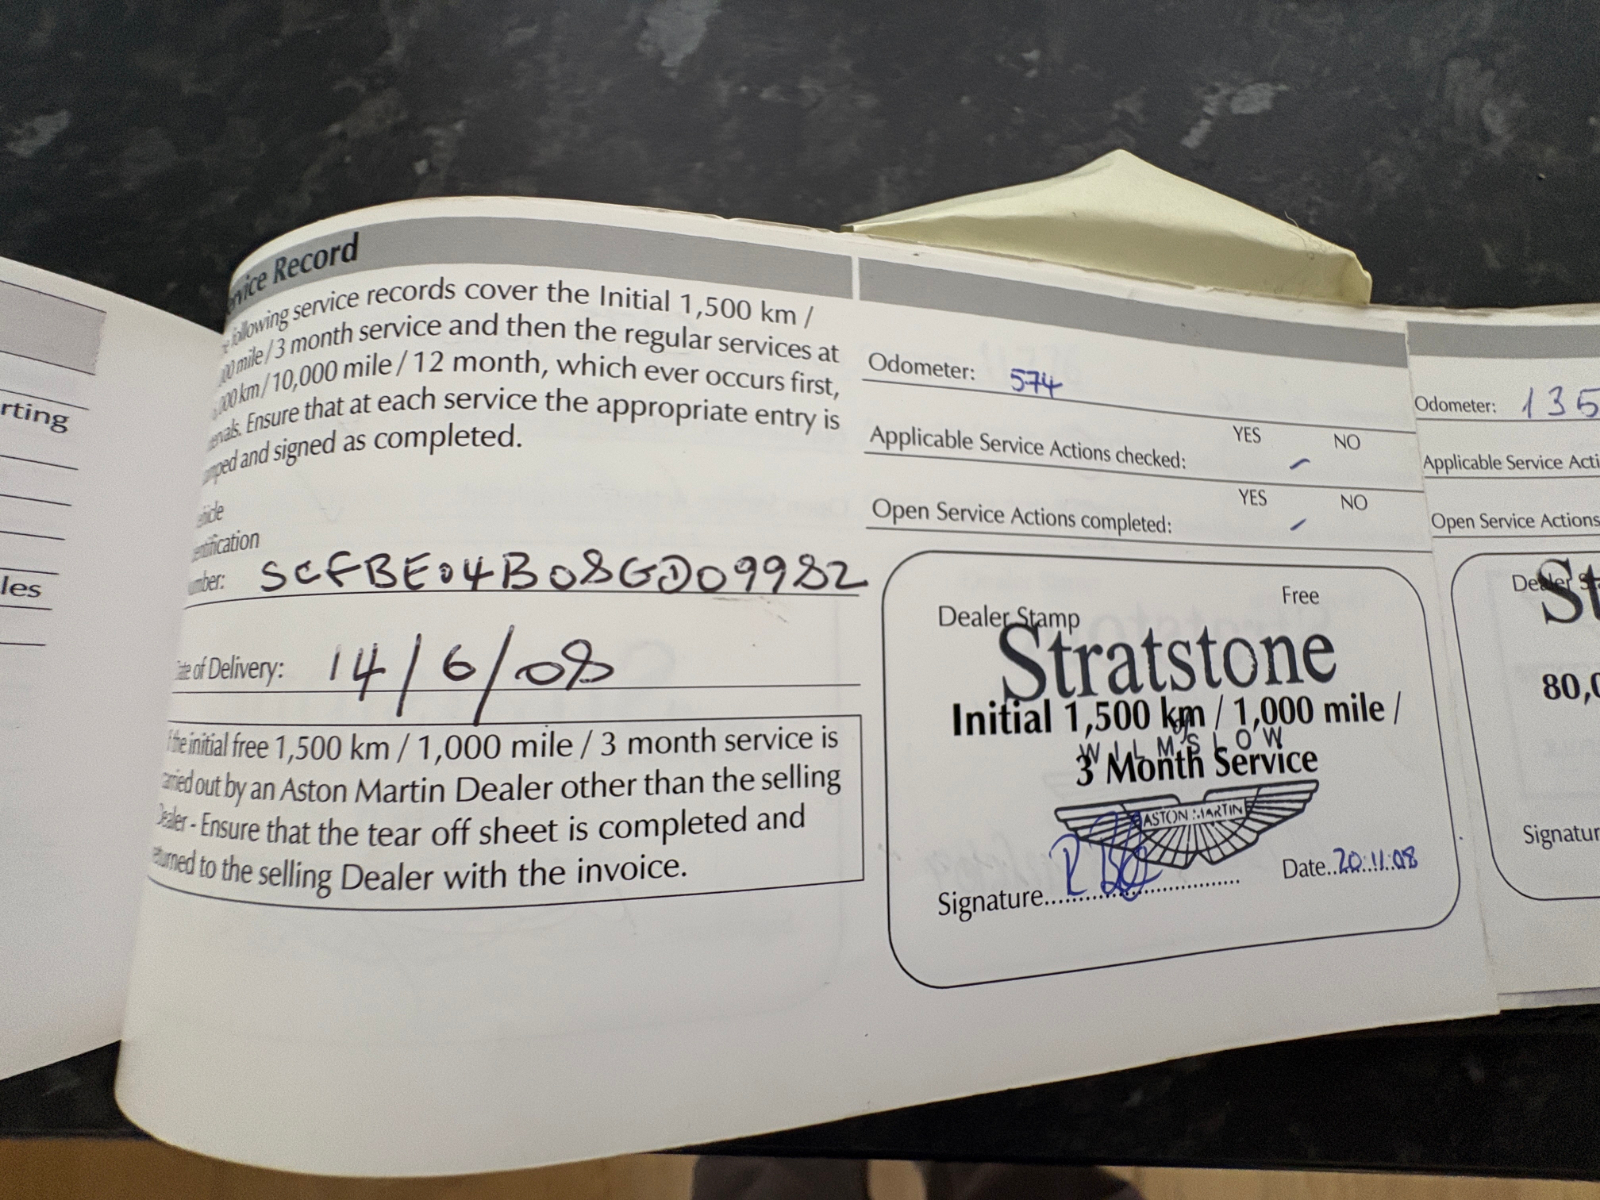 rting
les
Service Record
following service records cover the Initial 1,500 km /
mile / 3 month service and then the regular services at
000 km / 10,000 mile / 12 month, which ever occurs first,
Ensure that at each service the appropriate entry is
and signed as completed.
SCFBE04B08GD09982
of Delivery: 14/6/08
the initial free 1,500 km / 1,000 mile / 3 month service is
out by an Aston Martin Dealer other than the selling
Dealer - Ensure that the tear off sheet is completed and
to the selling Dealer with the invoice.
Odometer: 574
Applicable Service Actions checked: YES NO
Open Service Actions completed: YES NO
Free
Dealer Stamp
Stratstone
Initial 1,500 km / 1,000 mile /
of
WILMSLOW
3 Month Service
ASTON MARTIN
Signature.......... Date..20.11.08
Odometer: 135
Applicable Service Acti
Open Service Actions
Dealer St
St
80,0
Signatur